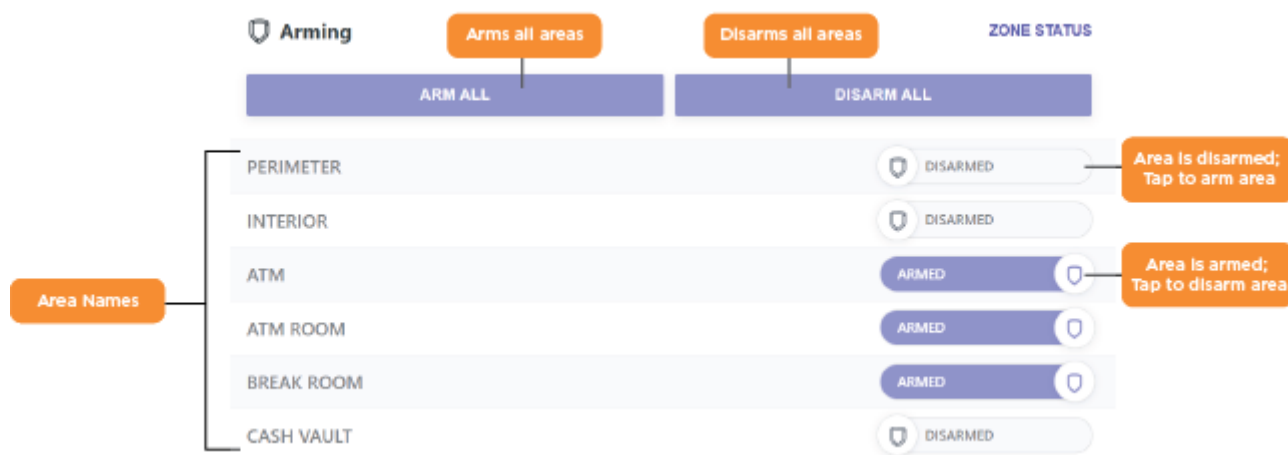 Arming
Arms all areas
Disarms all areas
ZONE STATUS
ARM ALL
DISARM ALL
PERIMETER
DISARMED
Area is disarmed;
Tap to arm area
INTERIOR
DISARMED
ATM
ARMED
Area is armed;
Tap to disarm area
Area Names
ATM ROOM
ARMED
BREAK ROOM
ARMED
CASH VAULT
DISARMED